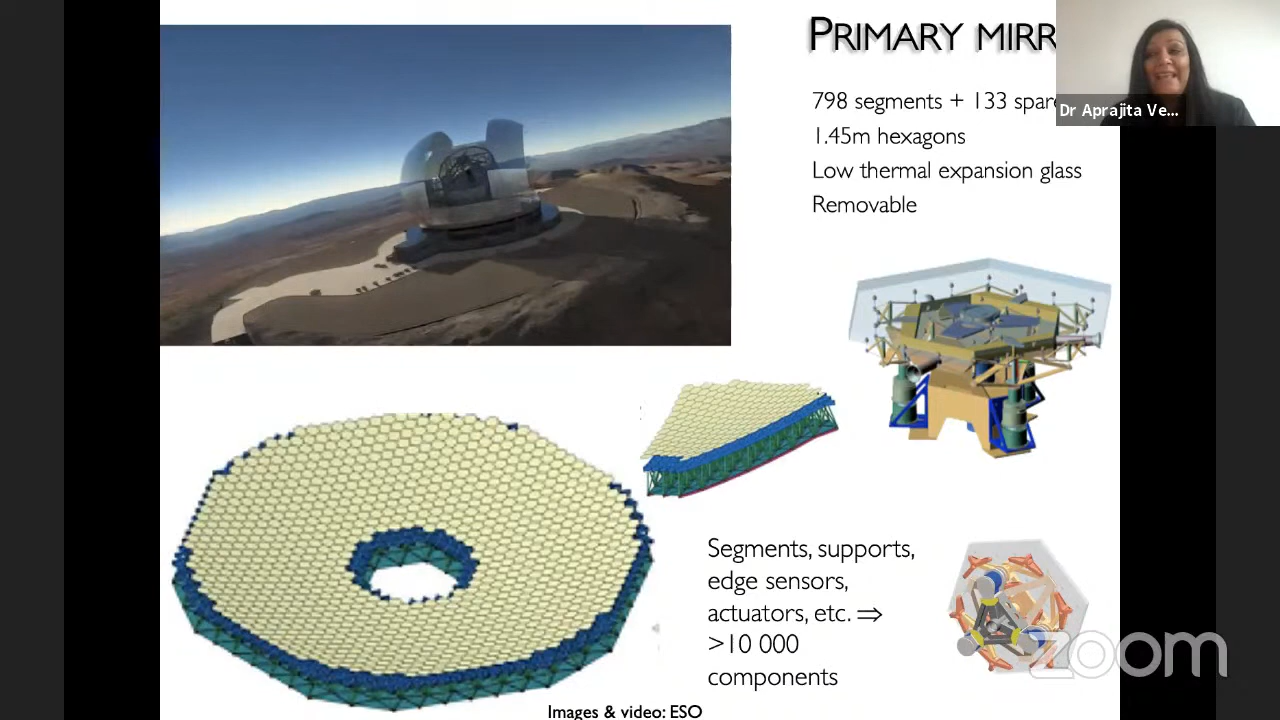 PRIMARY MIRR
798 segments + 133 spare
1.45m hexagons
Low thermal expansion glass
Removable
Dr Aprajita Ve...
Segments, supports,
edge sensors,
actuators, etc. ⇒
>10 000
components
zoom
Images & video: ESO